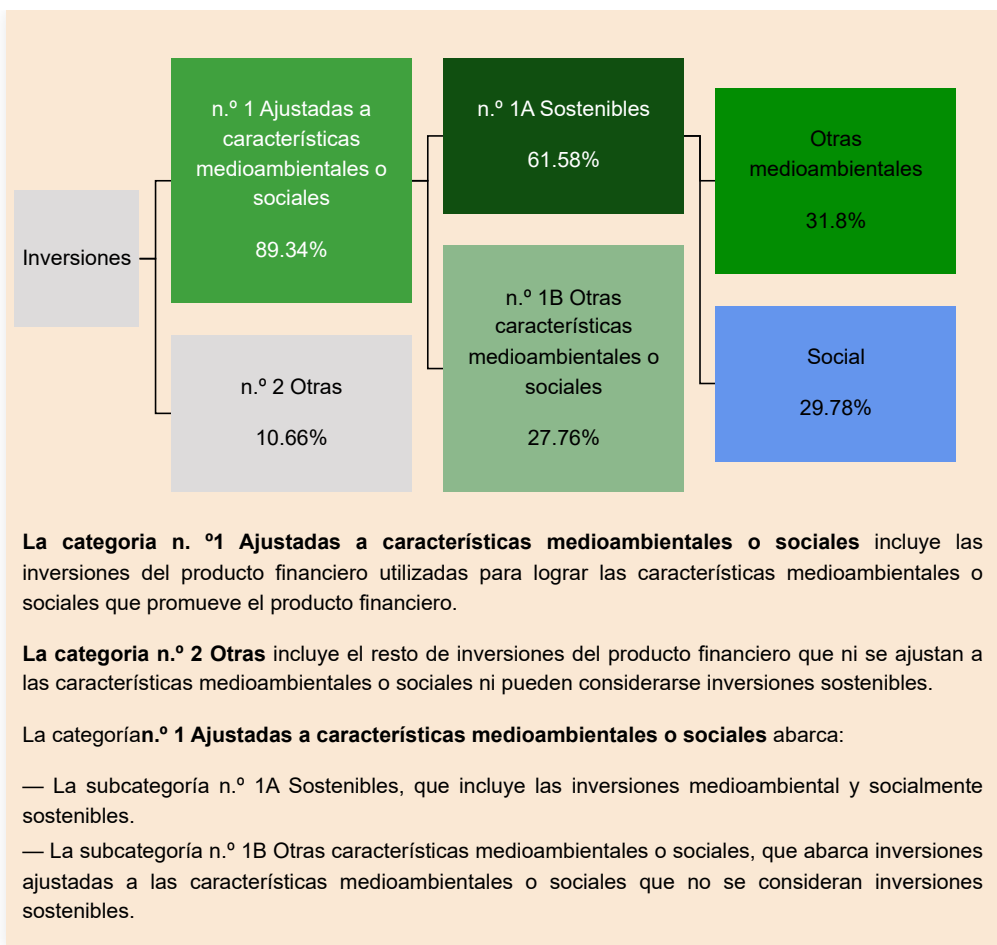 Inversiones
n.º 1 Ajustadas a
características
medioambientales o
sociales
89.34%
n.º 2 Otras
10.66%
n.º 1A Sostenibles
61.58%
n.º 1B Otras
características
medioambientales o
sociales
27.76%
Otras
medioambientales
31.8%
Social
29.78%
La categoria n. º1 Ajustadas a características medioambientales o sociales incluye las
inversiones del producto financiero utilizadas para lograr las características medioambientales o
sociales que promueve el producto financiero.
La categoria n.º 2 Otras incluye el resto de inversiones del producto financiero que ni se ajustan a
las características medioambientales o sociales ni pueden considerarse inversiones sostenibles.
La categorían.º 1 Ajustadas a características medioambientales o sociales abarca:
— La subcategoría n.º 1A Sostenibles, que incluye las inversiones medioambiental y socialmente
sostenibles.
— La subcategoría n.º 1B Otras características medioambientales o sociales, que abarca inversiones
ajustadas a las características medioambientales o sociales que no se consideran inversiones
sostenibles.